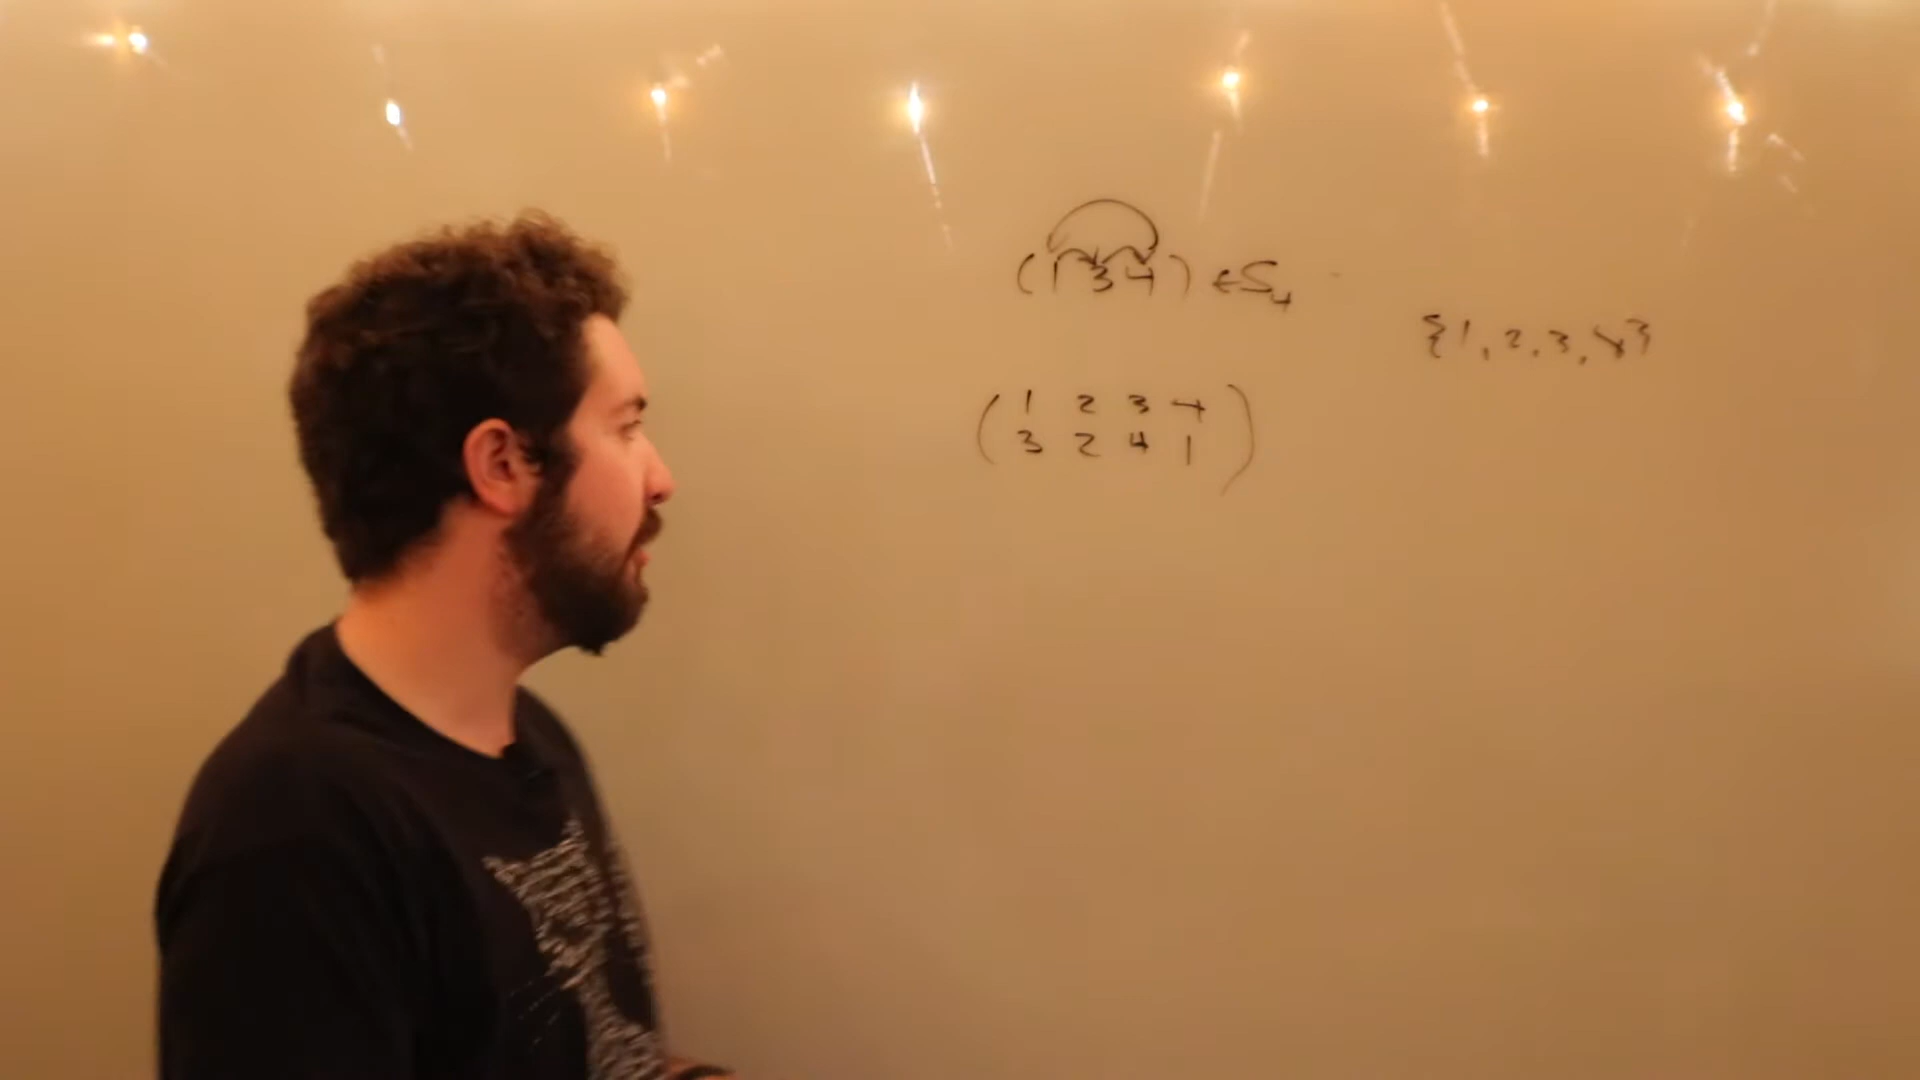 (1 3 4) ∈ S₄
{1, 2, 3, 4}
( 1 2 3 4
3 2 4 1 )